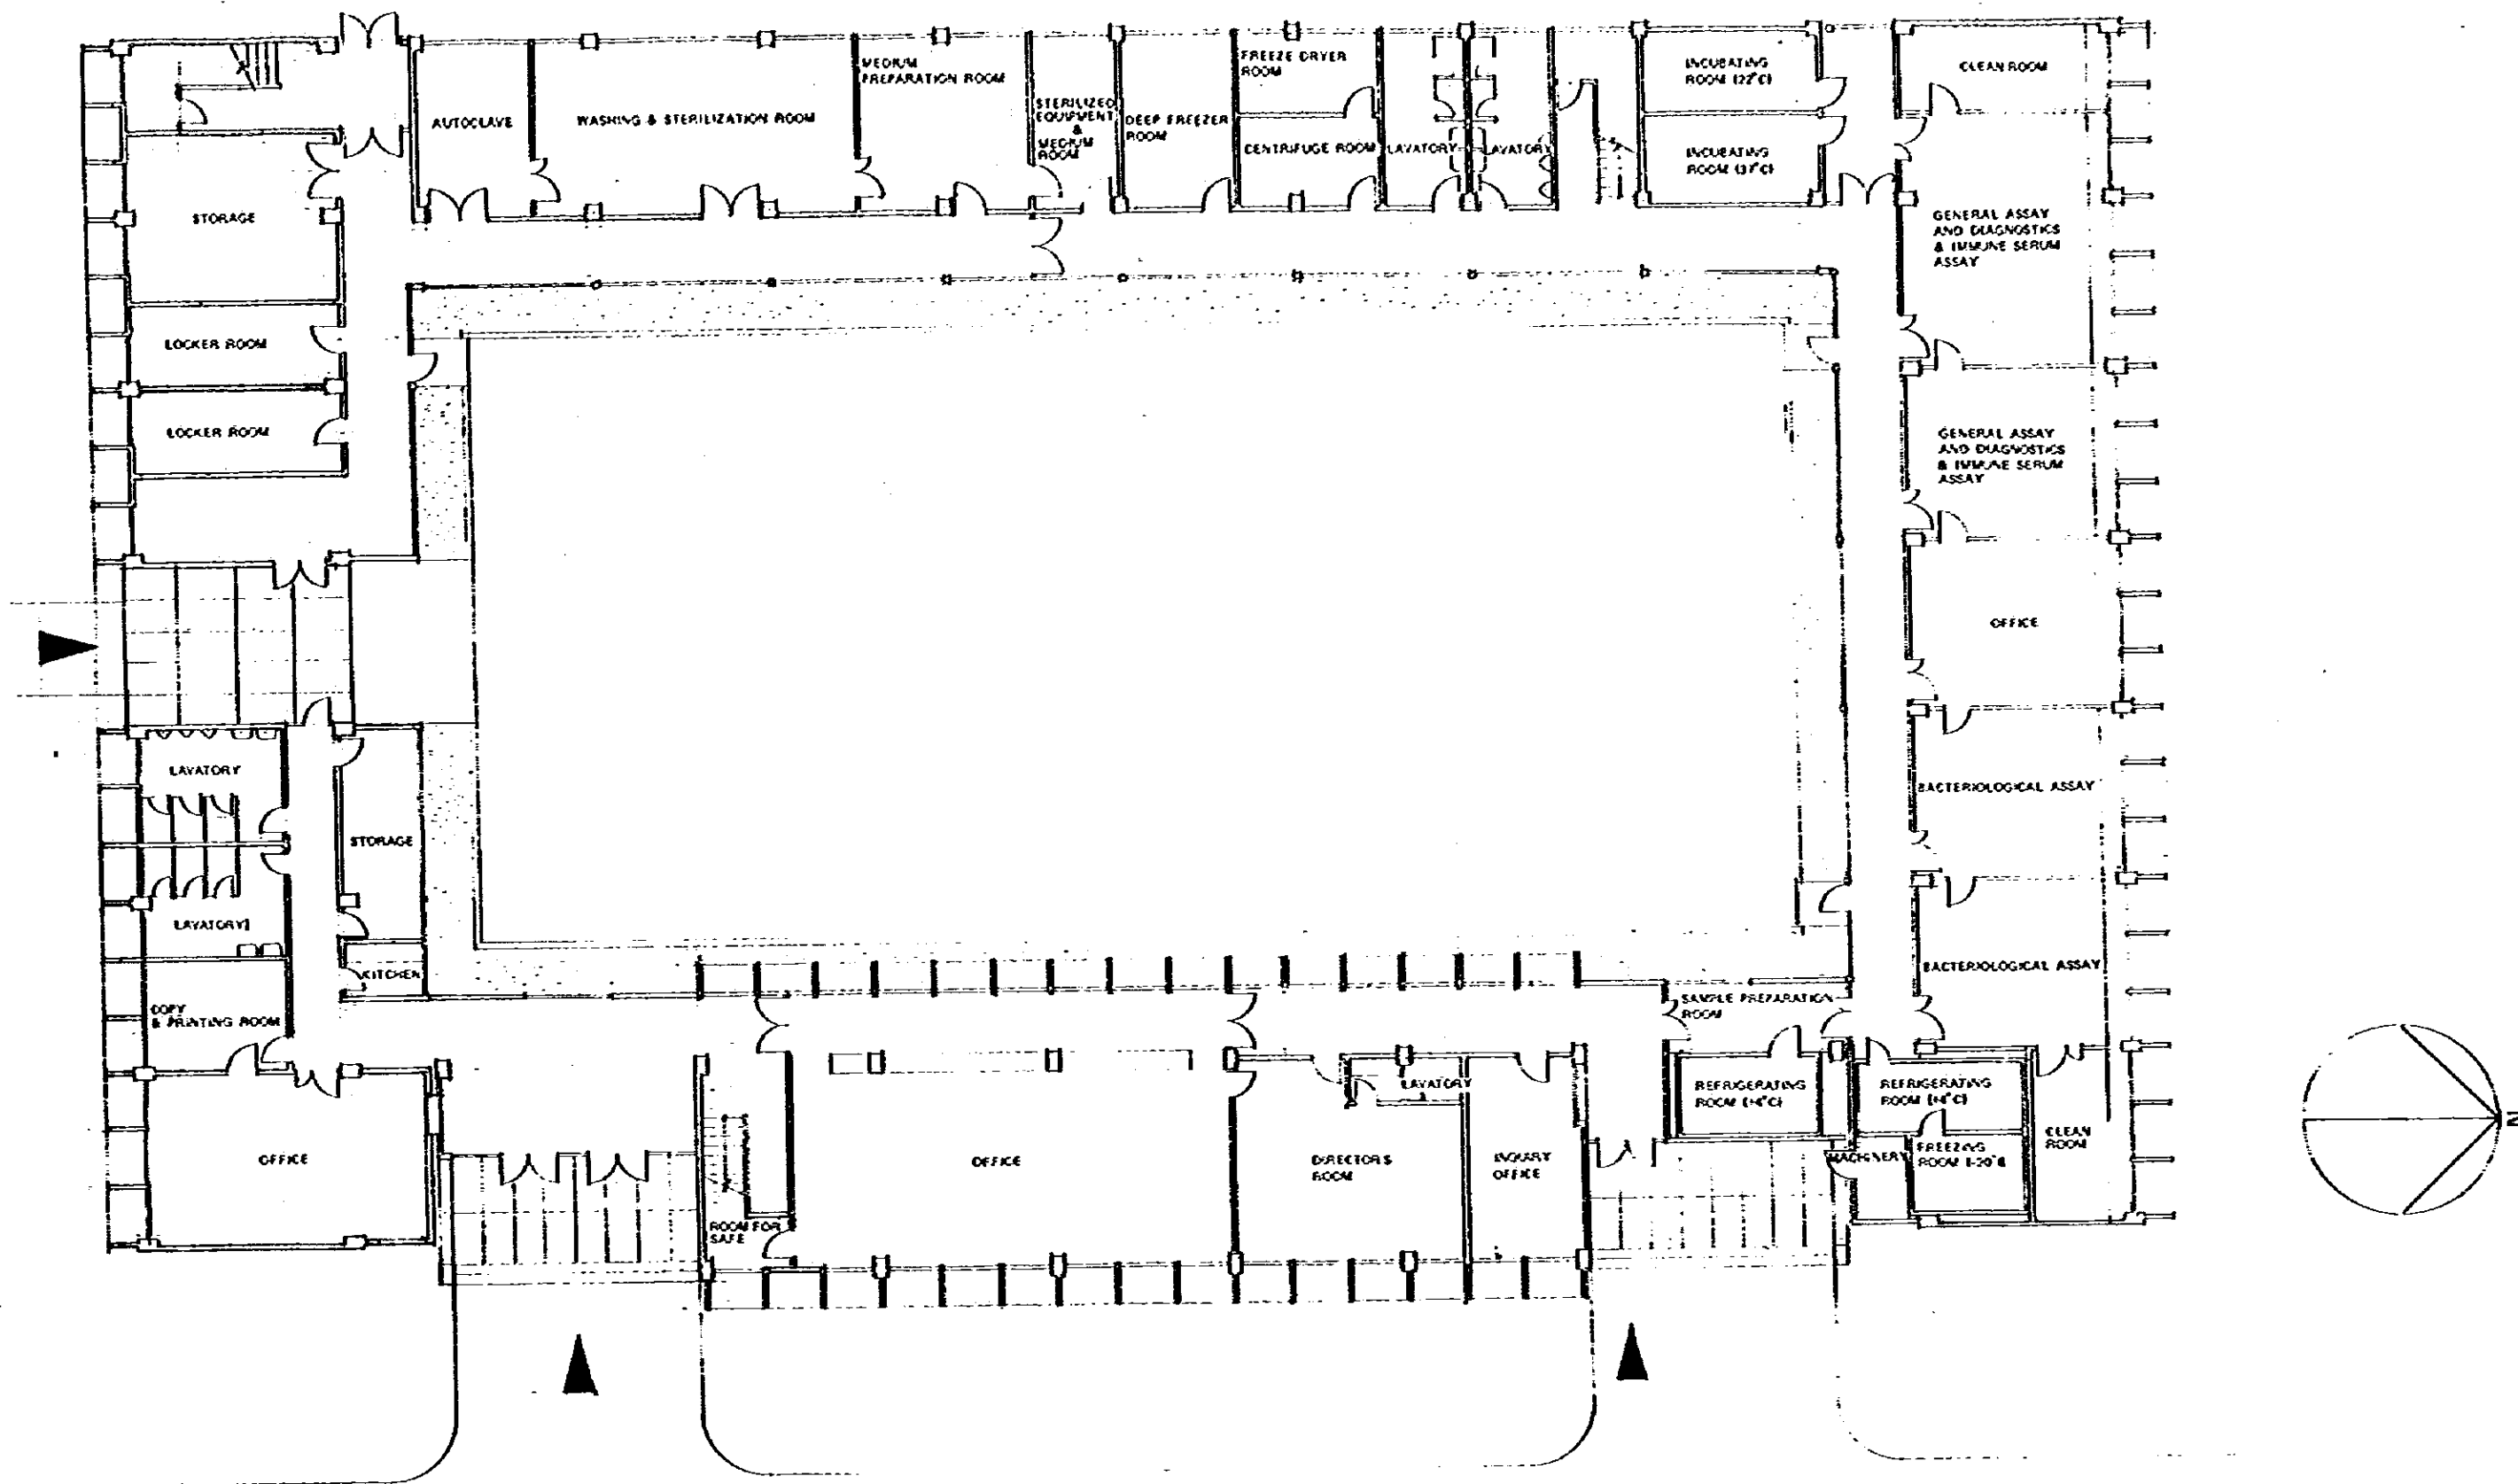 AUTOCLAVE
WASHING & STERILIZATION ROOM
MEDIUM
PREPARATION ROOM
STERILIZED
EQUIPMENT
&
MEDIUM
ROOM
DEEP FREEZER
ROOM
FREEZE DRYER
ROOM
CENTRIFUGE ROOM
LAVATORY
LAVATORY
INCUBATING
ROOM (22°C)
INCUBATING
ROOM (37°C)
CLEAN ROOM
STORAGE
GENERAL ASSAY
AND DIAGNOSTICS
& IMMUNE SERUM
ASSAY
LOCKER ROOM
LOCKER ROOM
GENERAL ASSAY
AND DIAGNOSTICS
& IMMUNE SERUM
ASSAY
OFFICE
LAVATORY
STORAGE
BACTERIOLOGICAL ASSAY
LAVATORY
KITCHEN
BACTERIOLOGICAL ASSAY
COPY
& PRINTING ROOM
SAMPLE PREPARATION
ROOM
LAVATORY
REFRIGERATING
ROOM (+4°C)
REFRIGERATING
ROOM (+4°C)
OFFICE
ROOM FOR
SAFE
OFFICE
DIRECTOR'S
ROOM
INQUIRY
OFFICE
MACHINERY
FREEZING
ROOM (-20°C)
CLEAN
ROOM
N